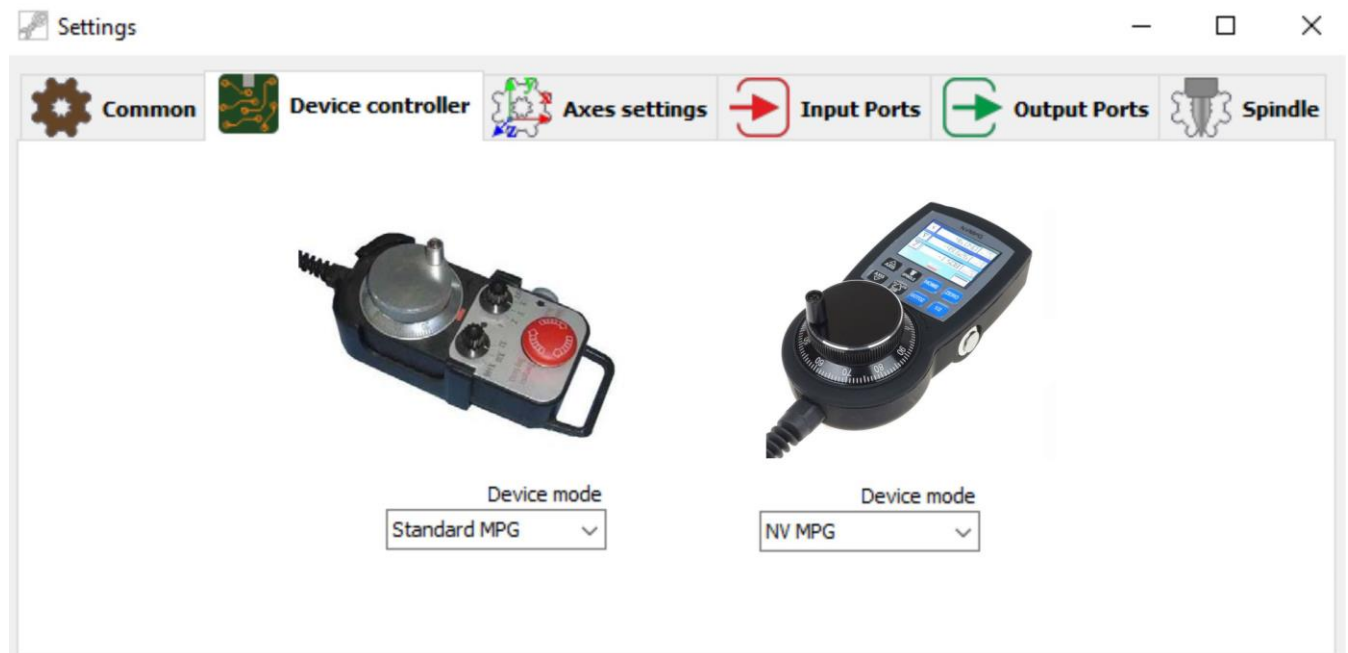 Settings
Common
Device controller
Axes settings
Input Ports
Output Ports
Spindle
HOME
Device mode
Standard MPG
Device mode
NV MPG